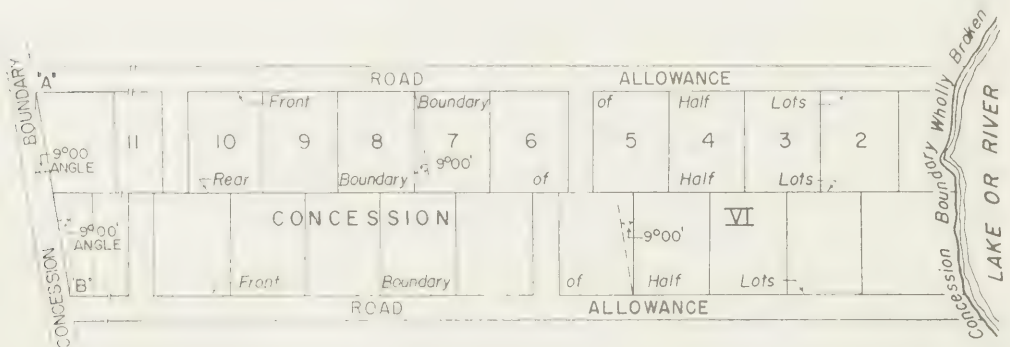 ROAD ALLOWANCE
BOUNDARY
"A"
Front Boundary of Half Lots
11 10 9 8 7 6 5 4 3 2
9°00'
ANGLE
9°00'
Rear Boundary of Half Lots
CONCESSION VI
9°00'
ANGLE
9°00'
"B"
Front Boundary of Half Lots
ROAD ALLOWANCE
CONCESSION
Concession Boundary Wholly Broken
LAKE OR RIVER